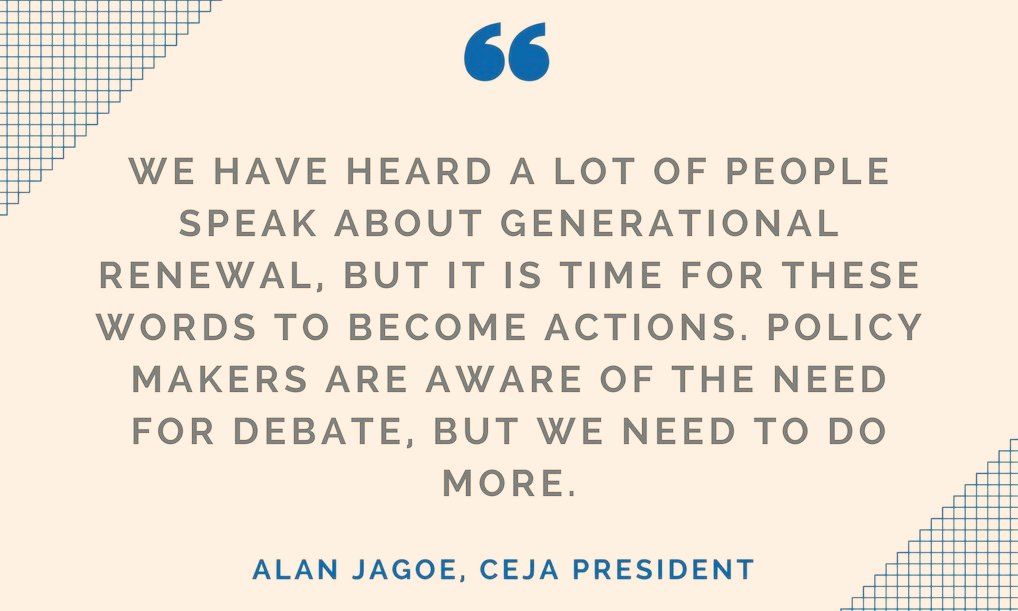 WE HAVE HEARD A LOT OF PEOPLE
SPEAK ABOUT GENERATIONAL
RENEWAL, BUT IT IS TIME FOR THESE
WORDS TO BECOME ACTIONS. POLICY
MAKERS ARE AWARE OF THE NEED
FOR DEBATE, BUT WE NEED TO DO
MORE.
ALAN JAGOE, CEJA PRESIDENT